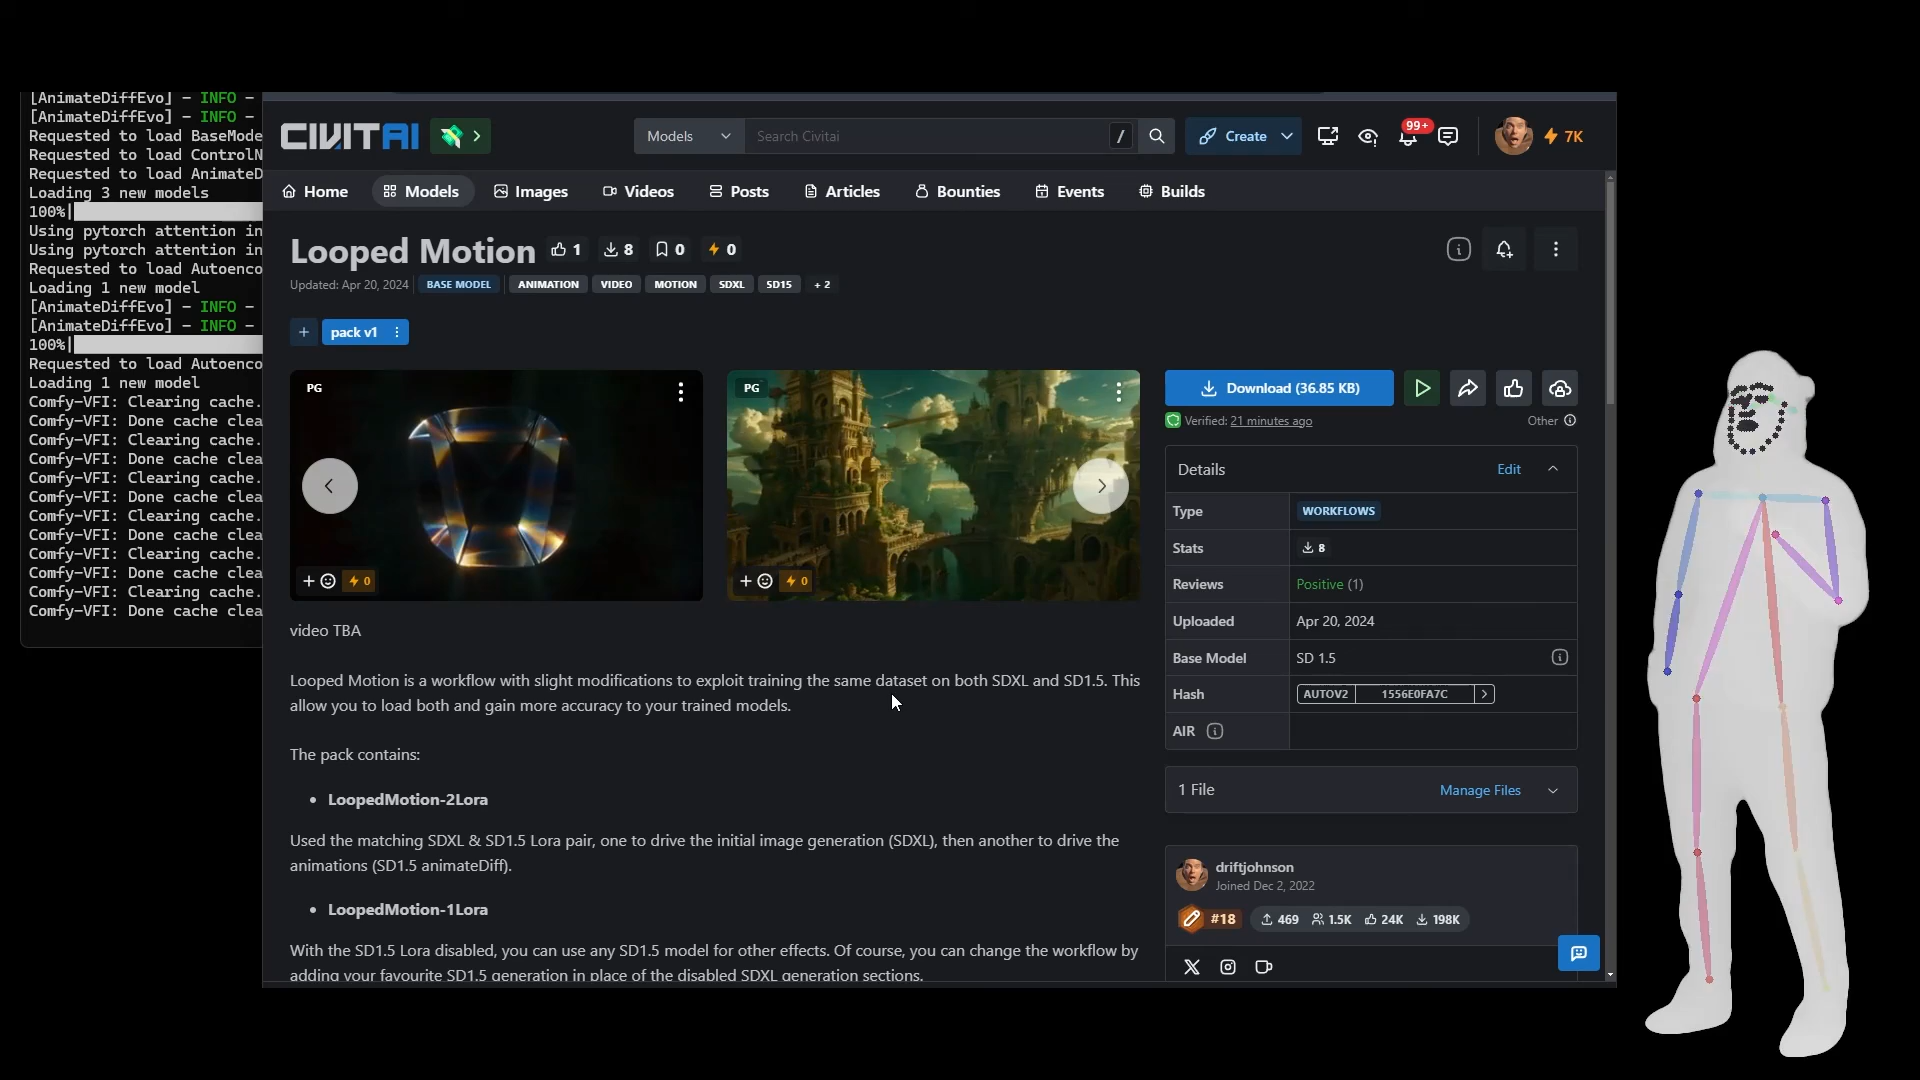 [AnimateDiffEvo] - INFO -
[AnimateDiffEvo] - INFO -
Requested to load BaseMode
Requested to load ControlN
Requested to load AnimateD
Loading 3 new models
100%|
Using pytorch attention in
Using pytorch attention in
Requested to load Autoenco
Loading 1 new model
[AnimateDiffEvo] - INFO -
[AnimateDiffEvo] - INFO -
100%|
Requested to load Autoenco
Loading 1 new model
Comfy-VFI: Clearing cache.
Comfy-VFI: Done cache clea
Comfy-VFI: Clearing cache.
Comfy-VFI: Done cache clea
Comfy-VFI: Clearing cache.
Comfy-VFI: Done cache clea
Comfy-VFI: Clearing cache.
Comfy-VFI: Done cache clea
Comfy-VFI: Clearing cache.
Comfy-VFI: Done cache clea
Comfy-VFI: Clearing cache.
Comfy-VFI: Done cache clea
CIVITAI
Models Search Civitai / Create 99+ 7K
Home Models Images Videos Posts Articles Bounties Events Builds
Looped Motion 1 8 0 0
Updated: Apr 20, 2024 BASE MODEL ANIMATION VIDEO MOTION SDXL SD15 + 2
+ pack v1
PG
0
PG
0
video TBA
Looped Motion is a workflow with slight modifications to exploit training the same dataset on both SDXL and SD1.5. This
allow you to load both and gain more accuracy to your trained models.
The pack contains:
• LoopedMotion-2Lora
Used the matching SDXL & SD1.5 Lora pair, one to drive the initial image generation (SDXL), then another to drive the
animations (SD1.5 animateDiff).
• LoopedMotion-1Lora
With the SD1.5 Lora disabled, you can use any SD1.5 model for other effects. Of course, you can change the workflow by
adding your favourite SD1.5 generation in place of the disabled SDXL generation sections.
Download (36.85 KB)
Verified: 21 minutes ago Other
Details Edit
Type WORKFLOWS
Stats 8
Reviews Positive (1)
Uploaded Apr 20, 2024
Base Model SD 1.5
Hash AUTOV2 1556E0FA7C
AIR
1 File Manage Files
driftjohnson
Joined Dec 2, 2022
#18 469 1.5K 24K 198K